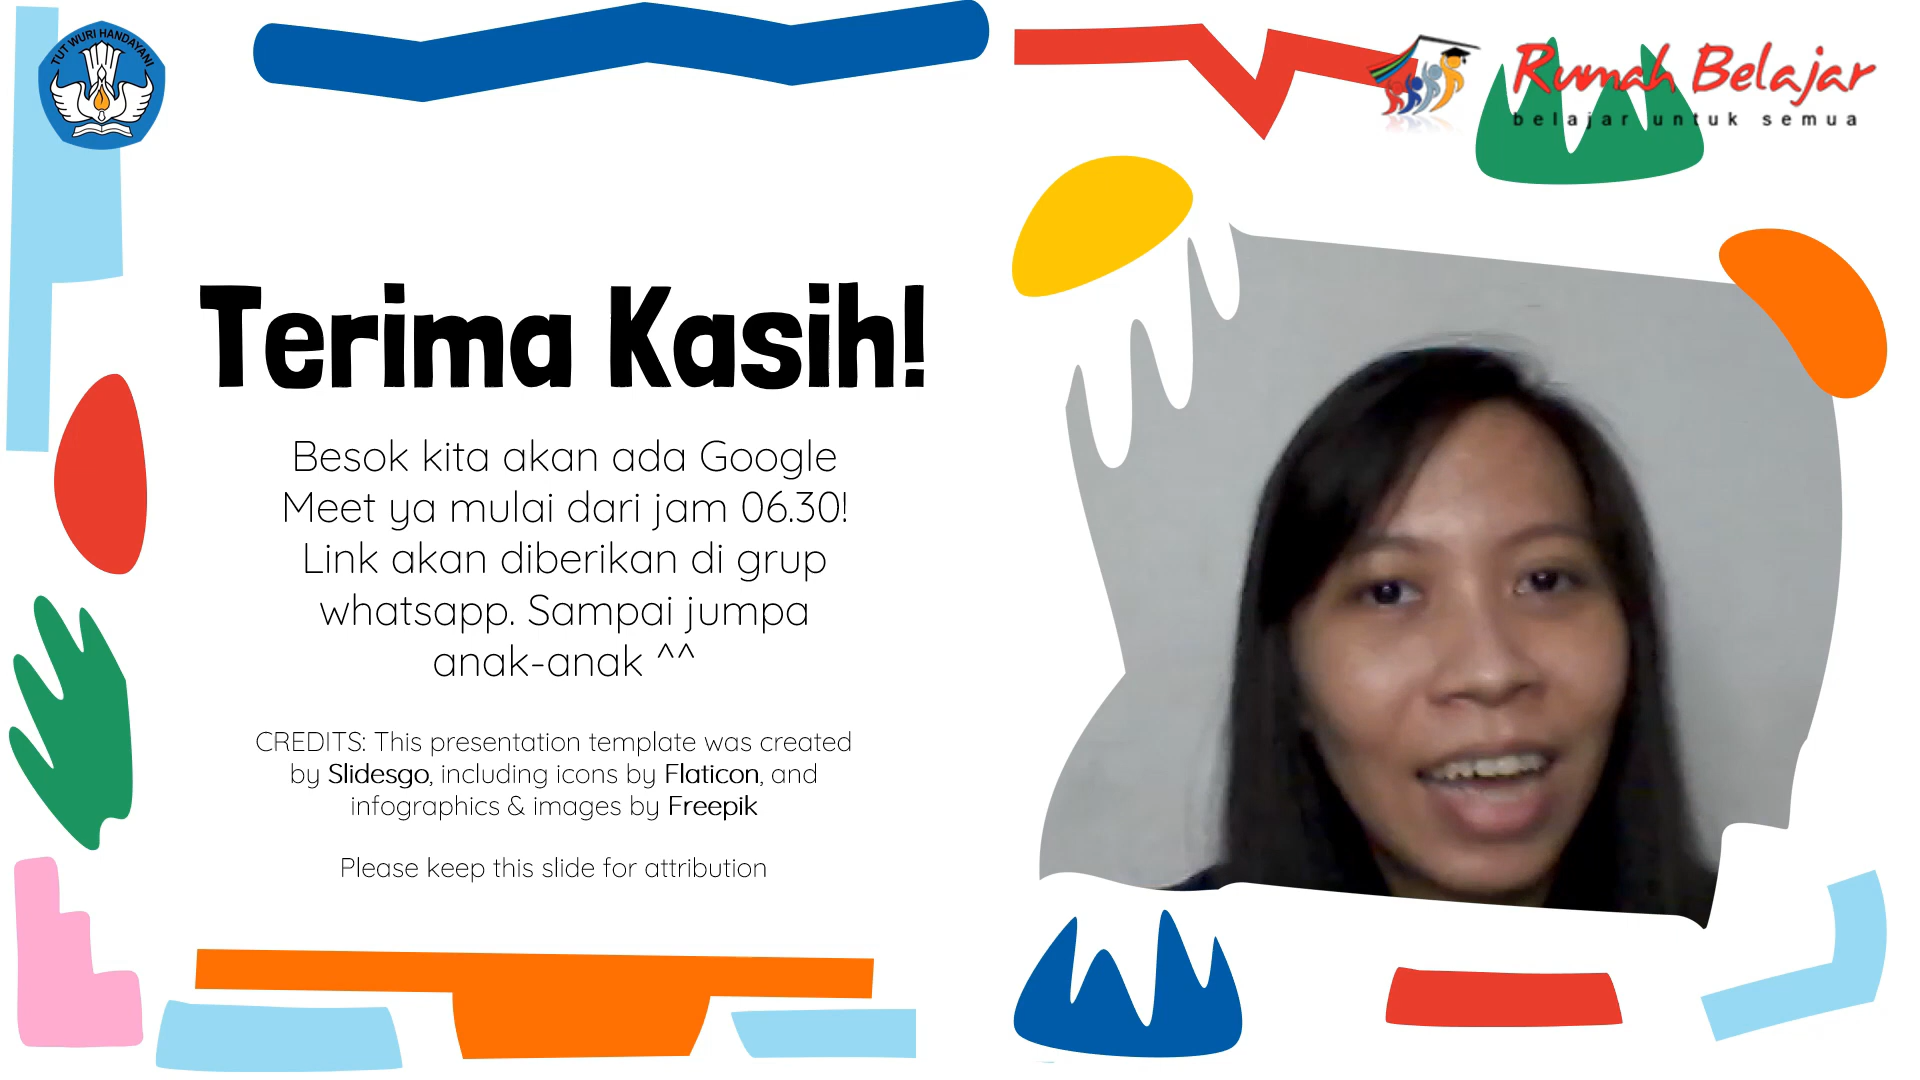 TUT WURI HANDAYANI
Rumah Belajar
belajar untuk semua
Terima Kasih!
Besok kita akan ada Google
Meet ya mulai dari jam 06.30!
Link akan diberikan di grup
whatsapp. Sampai jumpa
anak-anak ^^
CREDITS: This presentation template was created
by Slidesgo, including icons by Flaticon, and
infographics & images by Freepik
Please keep this slide for attribution